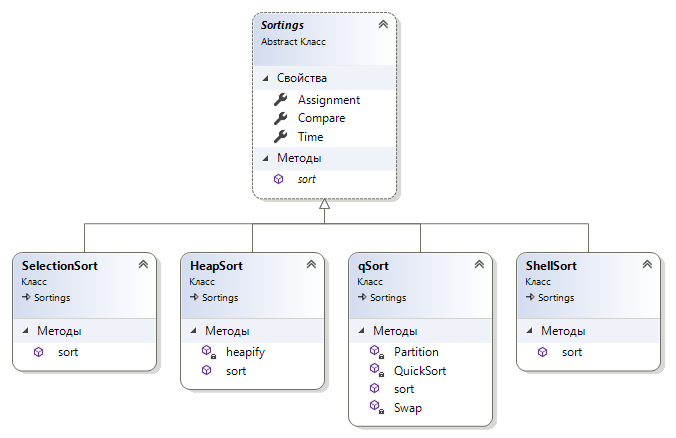 Sortings
Abstract Класс
Свойства
Assignment
Compare
Time
Методы
sort
SelectionSort
Класс
Sortings
Методы
sort
HeapSort
Класс
Sortings
Методы
heapify
sort
qSort
Класс
Sortings
Методы
Partition
QuickSort
sort
Swap
ShellSort
Класс
Sortings
Методы
sort